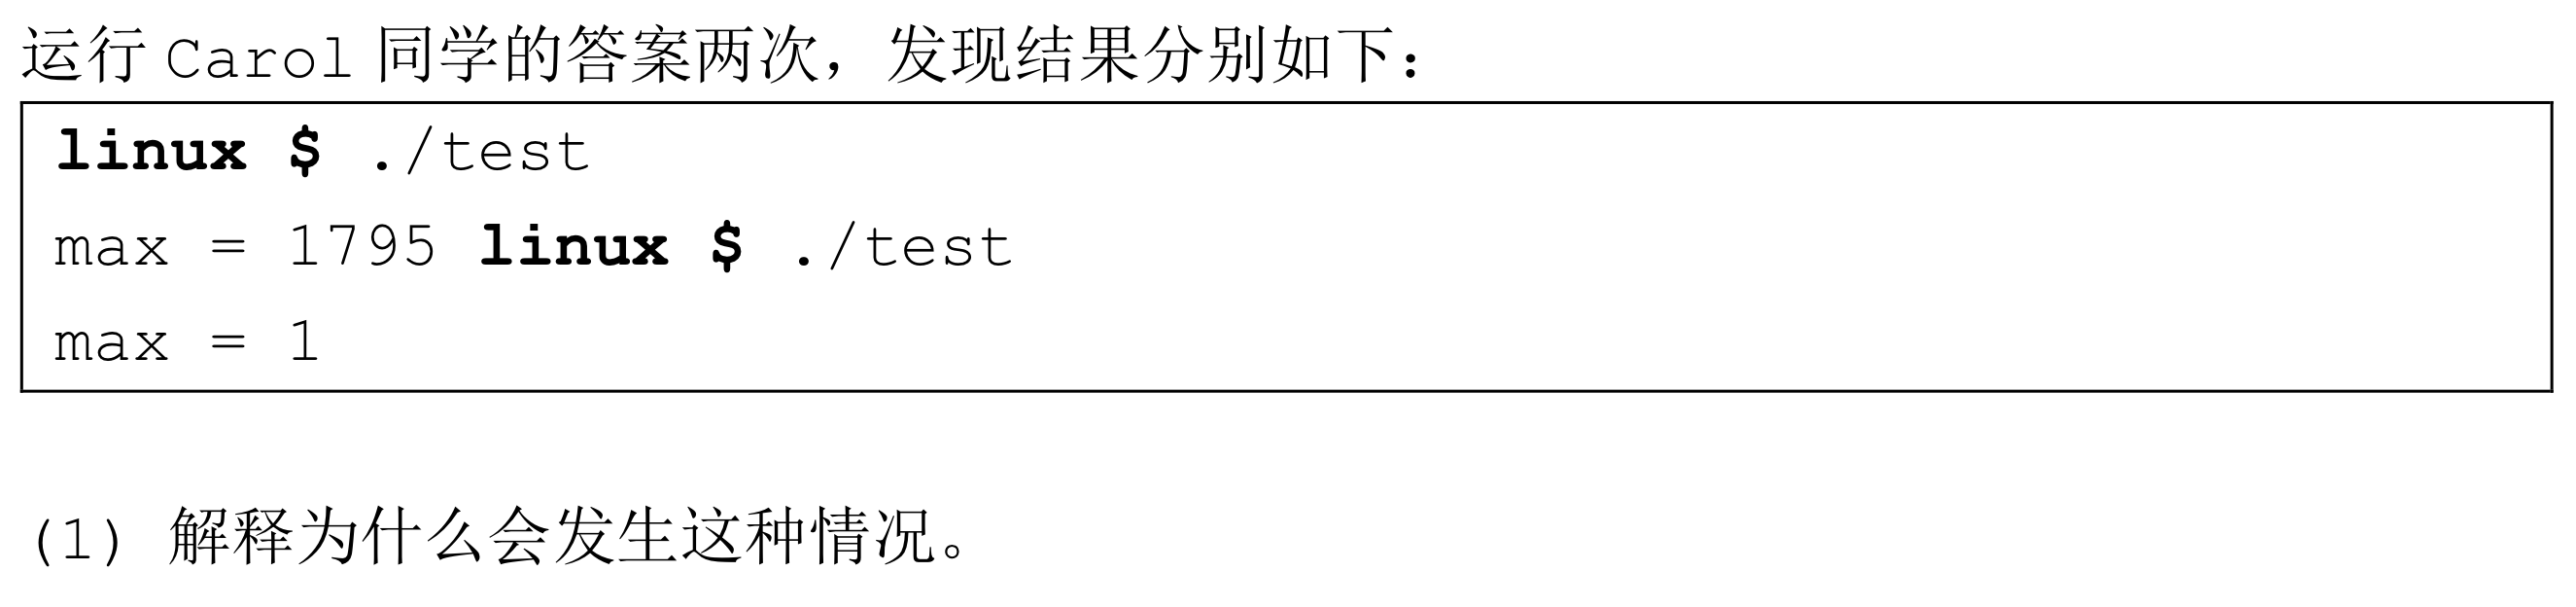 运行 Carol 同学的答案两次，发现结果分别如下：
linux $ ./test
max = 1795 linux $ ./test
max = 1
(1) 解释为什么会发生这种情况。